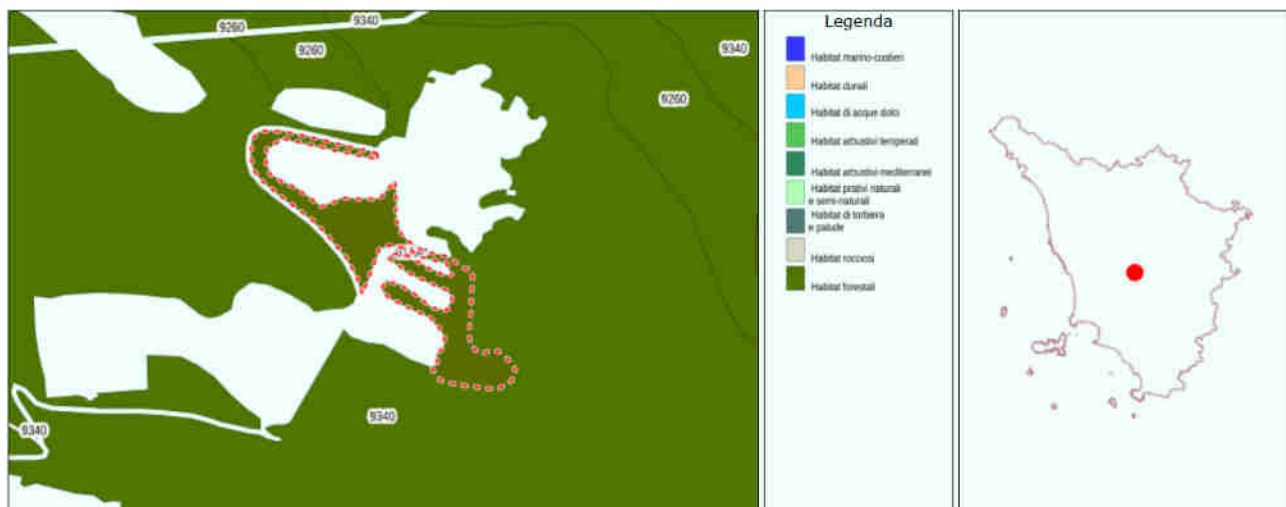 9340
9260
9260
9340
9260
9340
9340
Legenda
Habitat marino-costieri
Habitat dunali
Habitat di acque dolci
Habitat arbustivi temperati
Habitat arbustivi mediterranei
Habitat prativi naturali
e semi-naturali
Habitat di torbiera
e palude
Habitat rocciosi
Habitat forestali